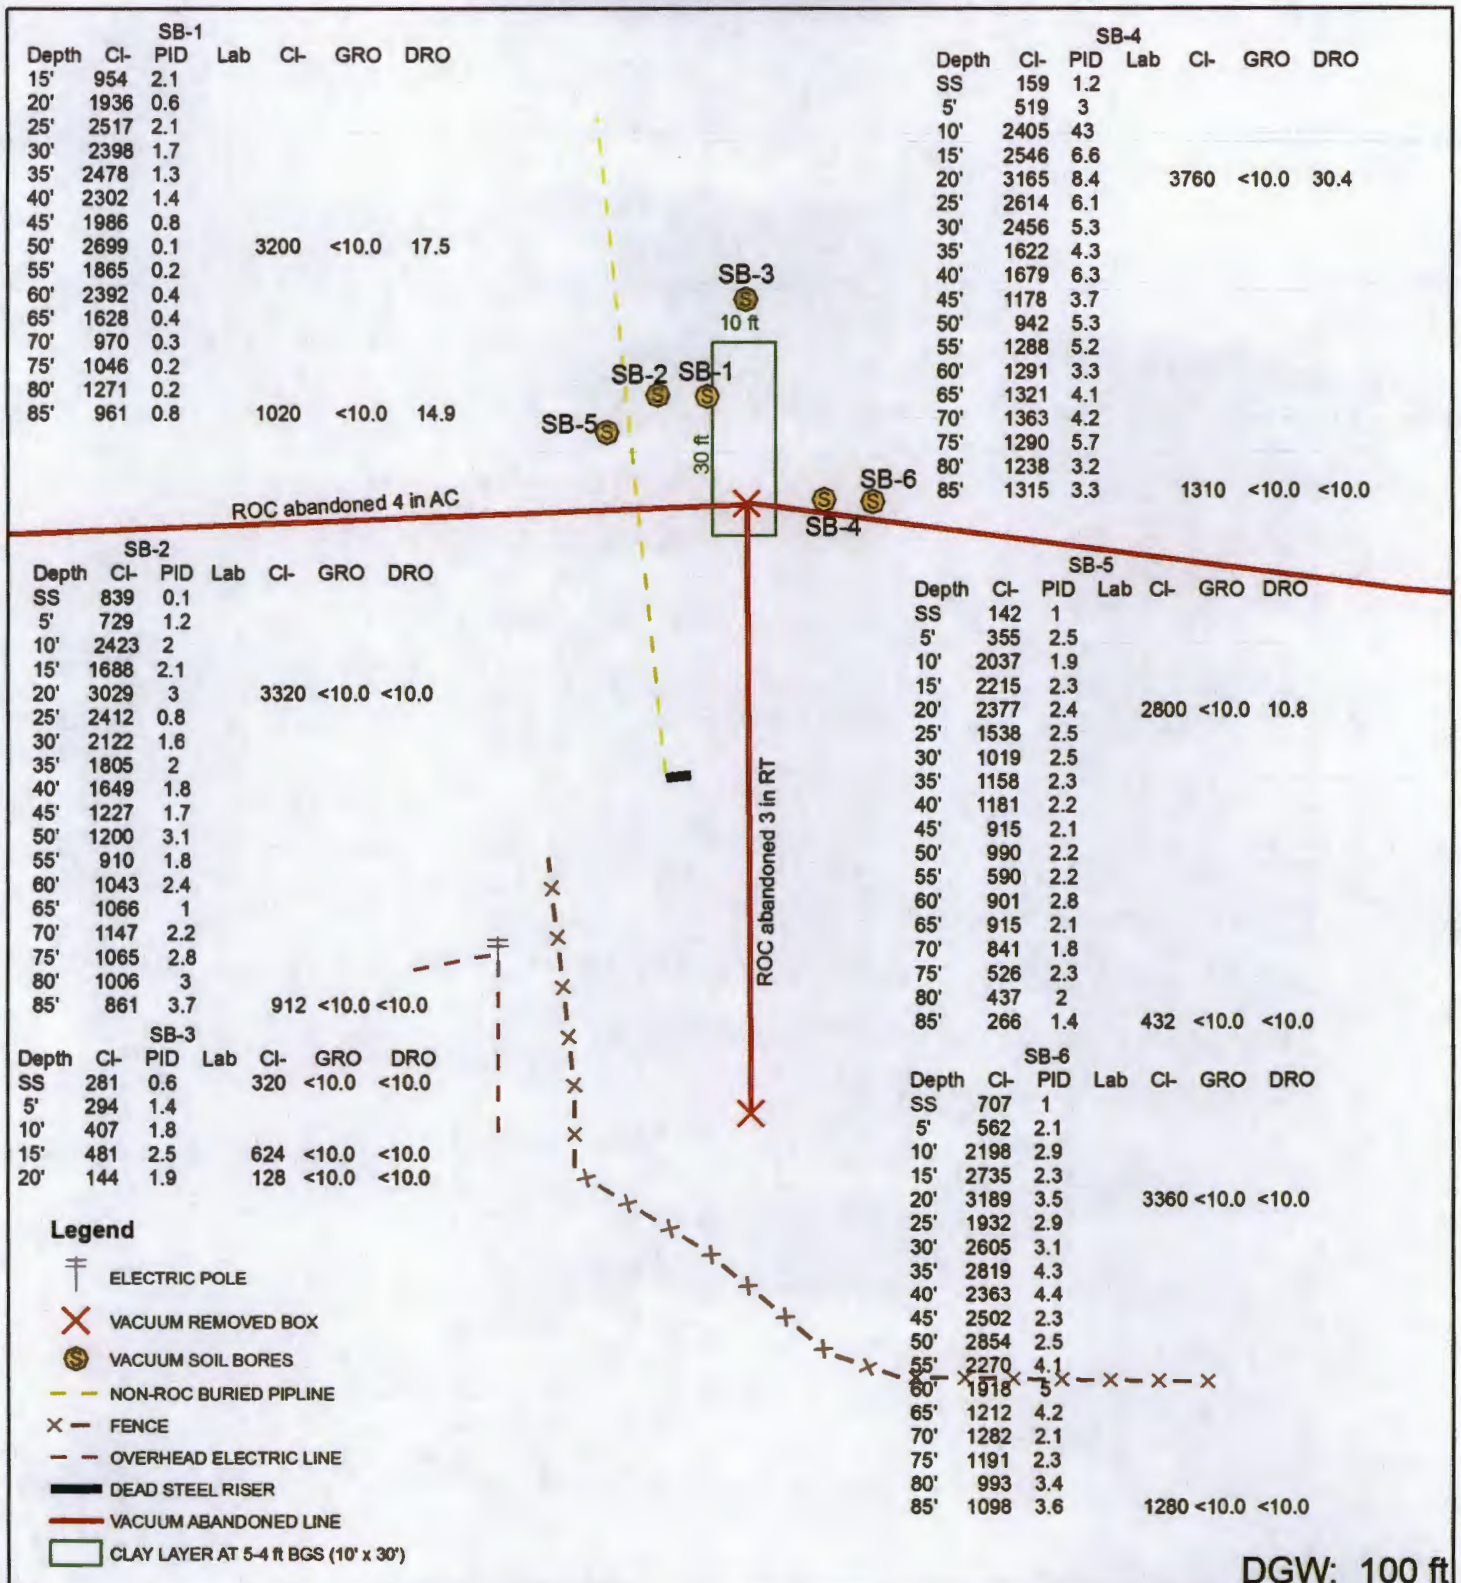 SB-1
Depth Cl- PID Lab Cl- GRO DRO
15' 954 2.1
20' 1936 0.6
25' 2517 2.1
30' 2398 1.7
35' 2478 1.3
40' 2302 1.4
45' 1986 0.8
50' 2699 0.1 3200 <10.0 17.5
55' 1865 0.2
60' 2392 0.4
65' 1628 0.4
70' 970 0.3
75' 1046 0.2
80' 1271 0.2
85' 961 0.8 1020 <10.0 14.9
SB-4
Depth Cl- PID Lab Cl- GRO DRO
SS 159 1.2
5' 519 3
10' 2405 43
15' 2546 6.6
20' 3165 8.4 3760 <10.0 30.4
25' 2614 6.1
30' 2456 5.3
35' 1622 4.3
40' 1679 6.3
45' 1178 3.7
50' 942 5.3
55' 1288 5.2
60' 1291 3.3
65' 1321 4.1
70' 1363 4.2
75' 1290 5.7
80' 1238 3.2
85' 1315 3.3 1310 <10.0 <10.0
SB-3
10 ft
SB-2 SB-1
SB-5
30 ft
SB-6
SB-4
ROC abandoned 4 in AC
ROC abandoned 3 in RT
SB-2
Depth Cl- PID Lab Cl- GRO DRO
SS 839 0.1
5' 729 1.2
10' 2423 2
15' 1688 2.1
20' 3029 3 3320 <10.0 <10.0
25' 2412 0.8
30' 2122 1.6
35' 1805 2
40' 1649 1.8
45' 1227 1.7
50' 1200 3.1
55' 910 1.8
60' 1043 2.4
65' 1066 1
70' 1147 2.2
75' 1065 2.8
80' 1006 3
85' 861 3.7 912 <10.0 <10.0
SB-3
Depth Cl- PID Lab Cl- GRO DRO
SS 281 0.6 320 <10.0 <10.0
5' 294 1.4
10' 407 1.8
15' 481 2.5 624 <10.0 <10.0
20' 144 1.9 128 <10.0 <10.0
SB-5
Depth Cl- PID Lab Cl- GRO DRO
SS 142 1
5' 355 2.5
10' 2037 1.9
15' 2215 2.3
20' 2377 2.4 2800 <10.0 10.8
25' 1538 2.5
30' 1019 2.5
35' 1158 2.3
40' 1181 2.2
45' 915 2.1
50' 990 2.2
55' 590 2.2
60' 901 2.8
65' 915 2.1
70' 841 1.8
75' 526 2.3
80' 437 2
85' 266 1.4 432 <10.0 <10.0
SB-6
Depth Cl- PID Lab Cl- GRO DRO
SS 707 1
5' 562 2.1
10' 2198 2.9
15' 2735 2.3
20' 3189 3.5 3360 <10.0 <10.0
25' 1932 2.9
30' 2605 3.1
35' 2819 4.3
40' 2363 4.4
45' 2502 2.3
50' 2854 2.5
55' 2270 4.1
60' 1918 5
65' 1212 4.2
70' 1282 2.1
75' 1191 2.3
80' 993 3.4
85' 1098 3.6 1280 <10.0 <10.0
Legend
ELECTRIC POLE
VACUUM REMOVED BOX
VACUUM SOIL BORES
NON-ROC BURIED PIPLINE
FENCE
OVERHEAD ELECTRIC LINE
DEAD STEEL RISER
VACUUM ABANDONED LINE
CLAY LAYER AT 5-4 ft BGS (10' x 30')
DGW: 100 ft